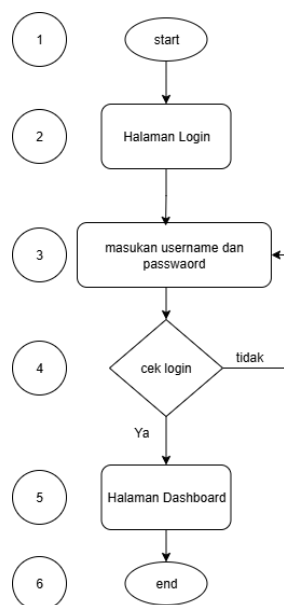 1
start
2
Halaman Login
3
masukan username dan
passwaord
4
cek login
tidak
Ya
5
Halaman Dashboard
6
end